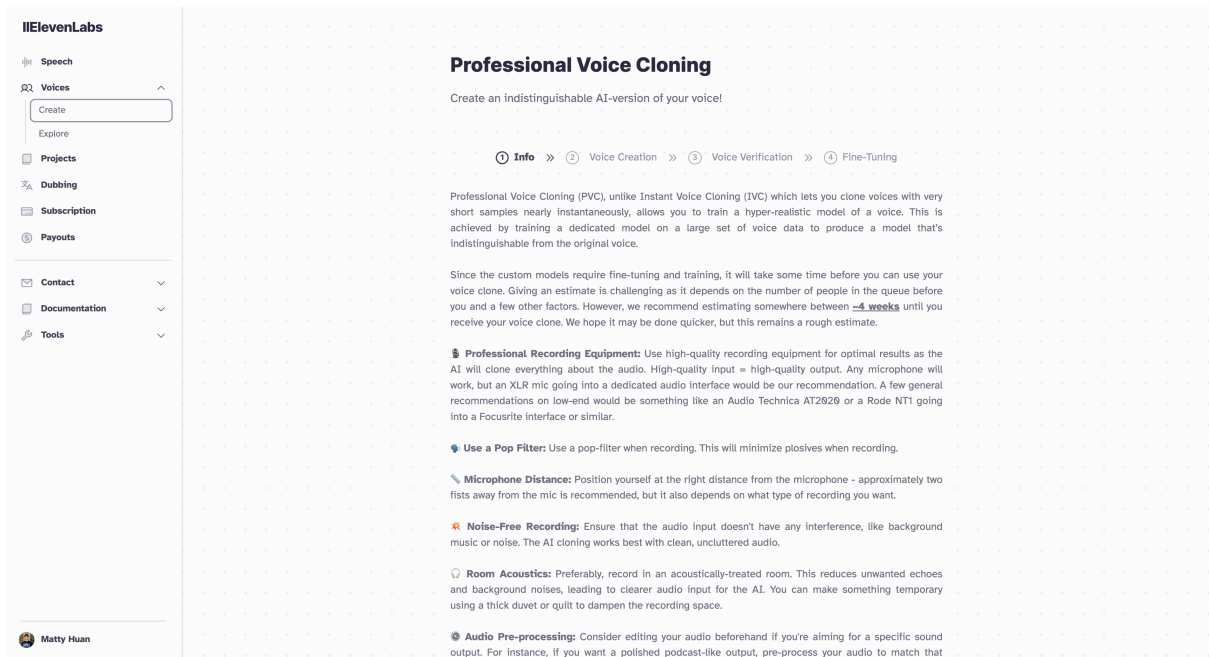 IIElevenLabs
Speech
Voices
Create
Explore
Projects
Dubbing
Subscription
Payouts
Contact
Documentation
Tools
Matty Huan
Professional Voice Cloning
Create an indistinguishable AI-version of your voice!
1 Info » 2 Voice Creation » 3 Voice Verification » 4 Fine-Tuning
Professional Voice Cloning (PVC), unlike Instant Voice Cloning (IVC) which lets you clone voices with very
short samples nearly instantaneously, allows you to train a hyper-realistic model of a voice. This is
achieved by training a dedicated model on a large set of voice data to produce a model that's
indistinguishable from the original voice.
Since the custom models require fine-tuning and training, it will take some time before you can use your
voice clone. Giving an estimate is challenging as it depends on the number of people in the queue before
you and a few other factors. However, we recommend estimating somewhere between ~4 weeks until you
receive your voice clone. We hope it may be done quicker, but this remains a rough estimate.
🎙 Professional Recording Equipment: Use high-quality recording equipment for optimal results as the
AI will clone everything about the audio. High-quality input = high-quality output. Any microphone will
work, but an XLR mic going into a dedicated audio interface would be our recommendation. A few general
recommendations on low-end would be something like an Audio Technica AT2020 or a Rode NT1 going
into a Focusrite interface or similar.
🗣 Use a Pop Filter: Use a pop-filter when recording. This will minimize plosives when recording.
📏 Microphone Distance: Position yourself at the right distance from the microphone - approximately two
fists away from the mic is recommended, but it also depends on what type of recording you want.
💥 Noise-Free Recording: Ensure that the audio input doesn't have any interference, like background
music or noise. The AI cloning works best with clean, uncluttered audio.
🎧 Room Acoustics: Preferably, record in an acoustically-treated room. This reduces unwanted echoes
and background noises, leading to clearer audio input for the AI. You can make something temporary
using a thick duvet or quilt to dampen the recording space.
🔘 Audio Pre-processing: Consider editing your audio beforehand if you're aiming for a specific sound
output. For instance, if you want a polished podcast-like output, pre-process your audio to match that